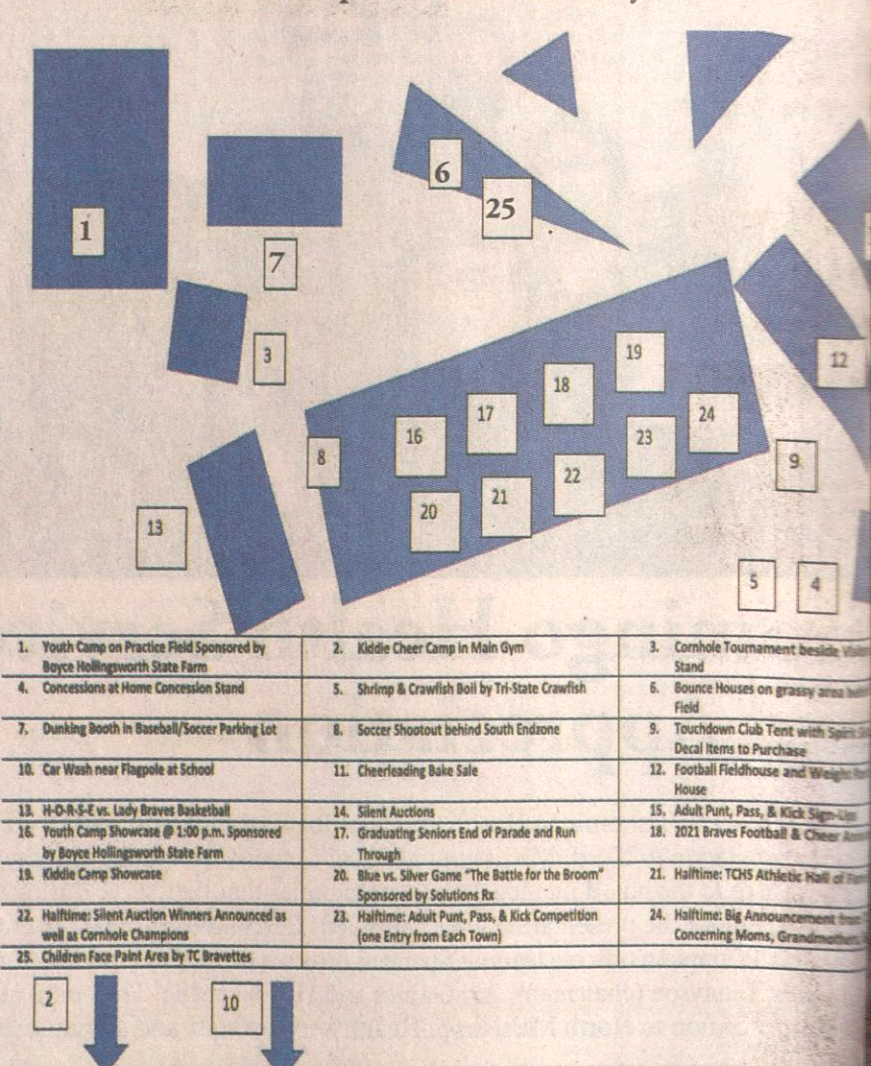 1
6
25
7
3
19
18
17
24
16
23
12
8
22
9
21
20
13
5
4
1. Youth Camp on Practice Field Sponsored by
Boyce Hollingsworth State Farm
2. Kiddie Cheer Camp in Main Gym
3. Cornhole Tournament beside
Stand
4. Concessions at Home Concession Stand
5. Shrimp & Crawfish Boil by Tri-State Crawfish
6. Bounce Houses on grassy area
Field
7. Dunking Booth in Baseball/Soccer Parking Lot
8. Soccer Shootout behind South Endzone
9. Touchdown Club Tent with
Decal Items to Purchase
10. Car Wash near Flagpole at School
11. Cheerleading Bake Sale
12. Football Fieldhouse and Weight
House
13. H-O-R-S-E vs. Lady Braves Basketball
14. Silent Auctions
15. Adult Punt, Pass, & Kick Sign-Ups
16. Youth Camp Showcase @ 1:00 p.m. Sponsored
by Boyce Hollingsworth State Farm
17. Graduating Seniors End of Parade and Run
Through
18. 2021 Braves Football & Cheer
19. Kiddie Camp Showcase
20. Blue vs. Silver Game "The Battle for the Broom"
Sponsored by Solutions Rx
21. Halftime: TCHS Athletic Hall of
22. Halftime: Silent Auction Winners Announced as
well as Cornhole Champions
23. Halftime: Adult Punt, Pass, & Kick Competition
(one Entry from Each Town)
24. Halftime: Big Announcement from
Concerning Moms, Grandmother,
25. Children Face Paint Area by TC Bravettes
2
10